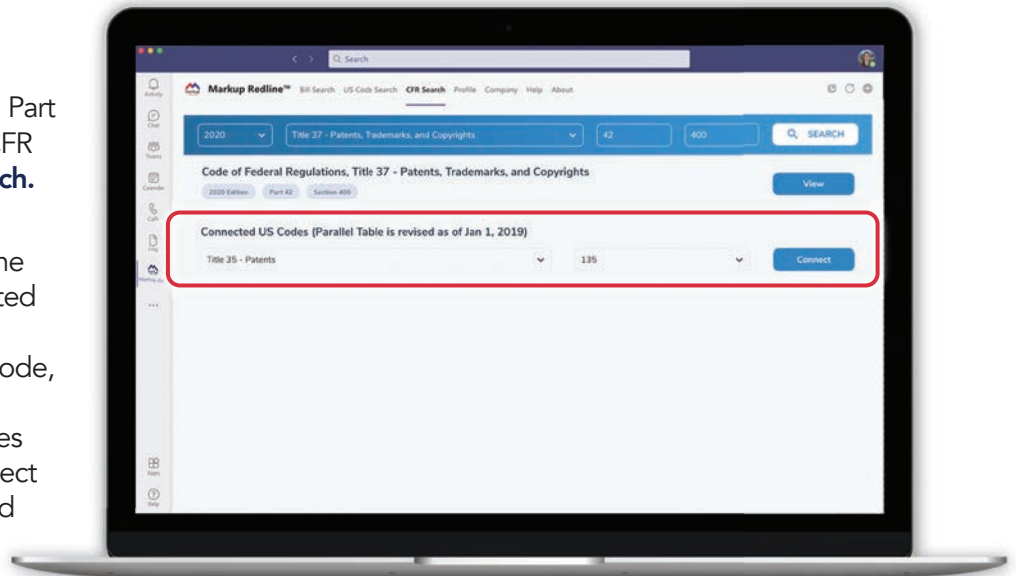 Part
FR
ch.
ne
ted
ode,
es
ect
d
Search
Activity
Chat
Teams
Calendar
Calls
Markup Redline™ Bill Search US Code Search CFR Search Profile Company Help About
2020 Title 37 - Patents, Trademarks, and Copyrights 42 400 SEARCH
Code of Federal Regulations, Title 37 - Patents, Trademarks, and Copyrights
2020 Edition Part 42 Section 400 View
Connected US Codes (Parallel Table is revised as of Jan 1, 2019)
Title 35 - Patents 135 Connect
Apps
Help